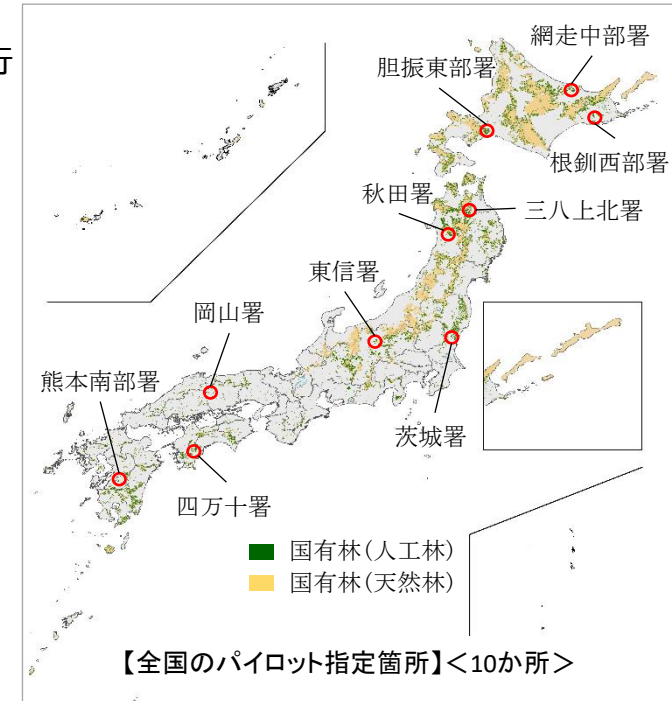 行
網走中部署
胆振東部署
根釧西部署
秋田署
三八上北署
東信署
岡山署
熊本南部署
茨城署
四万十署
国有林(人工林)
国有林(天然林)
【全国のパイロット指定箇所】＜10か所＞